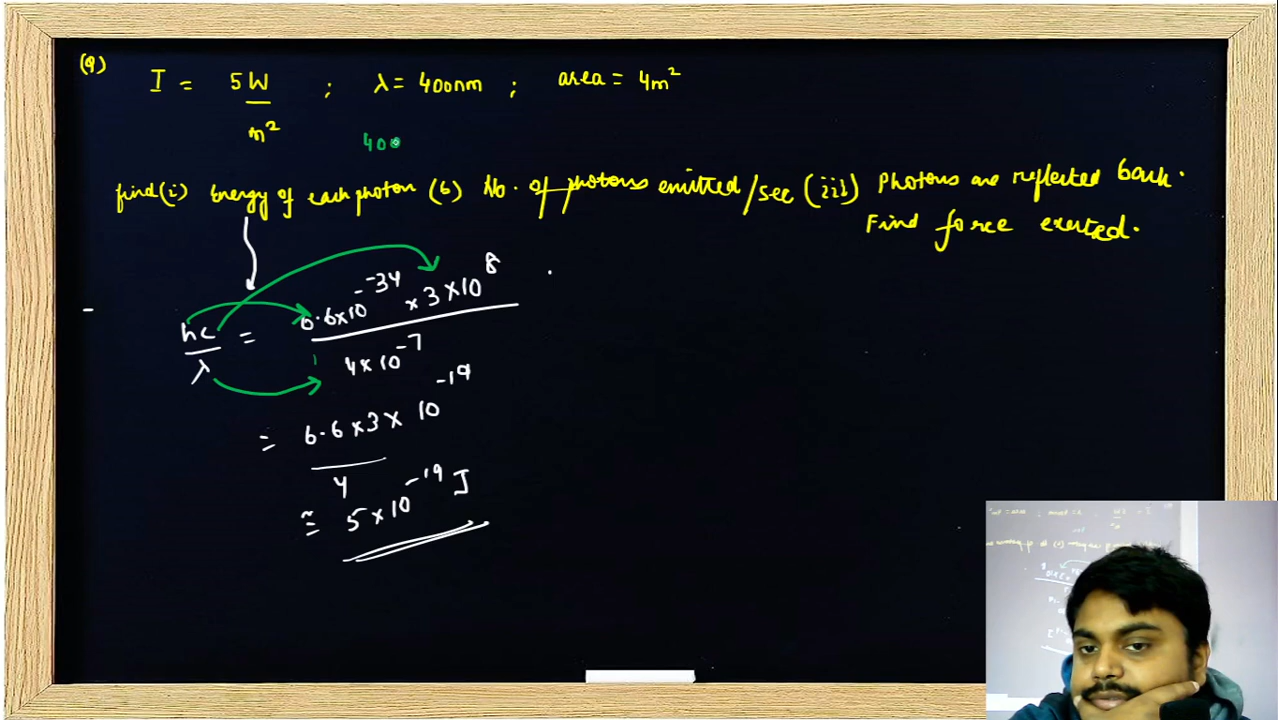 (Q) I = 5W/m² ; λ = 400nm ; area = 4m²
400
find (i) Energy of each photon (b) No. of photons emitted/sec (iii) Photons are reflected back.
Find force exerted.
hc/λ = 6.6×10⁻³⁴ × 3×10⁸ / 4×10⁻⁷
= 6.6×3×10⁻¹⁹ / 4
≅ 5×10⁻¹⁹ J